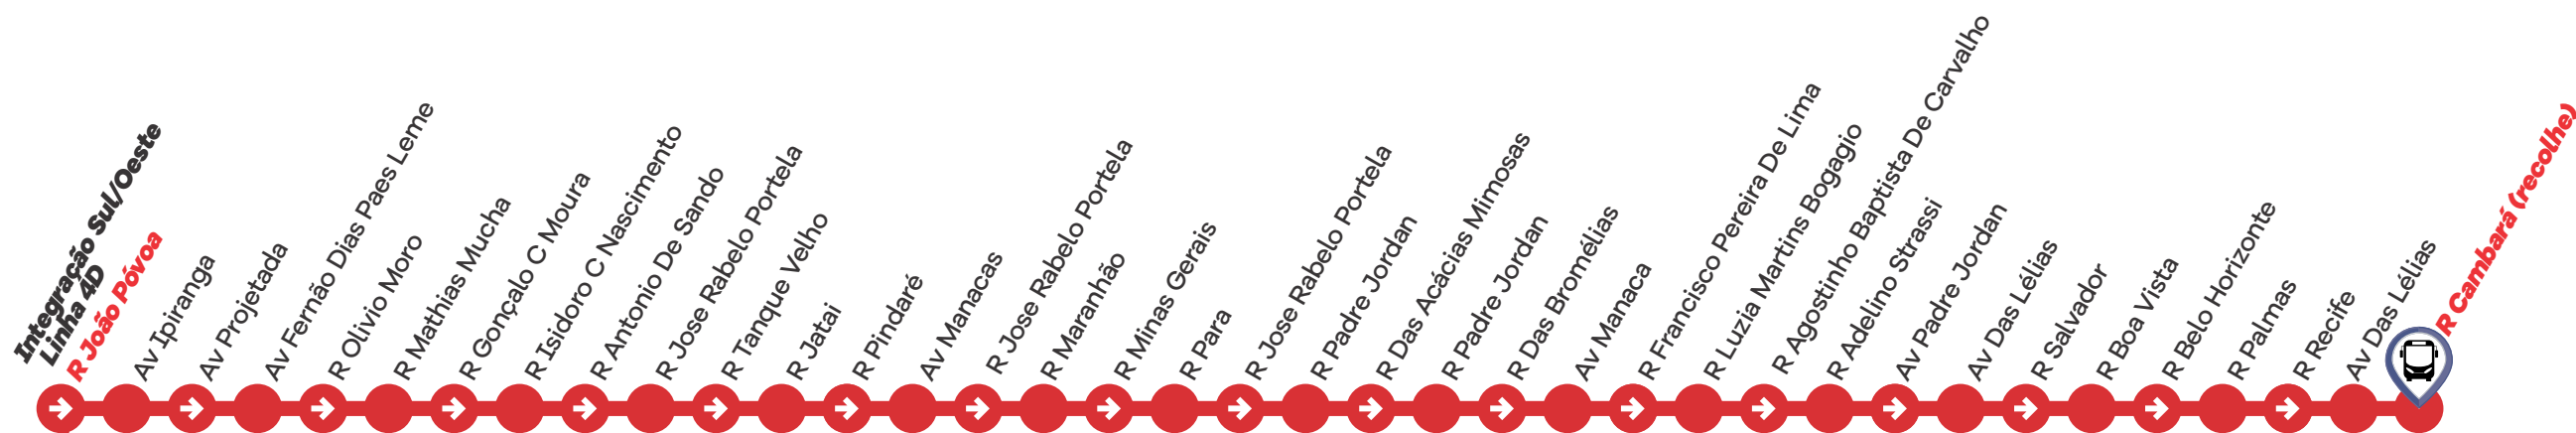 Integração Sul/Oeste
Linha 4D
R João Póvoa
Av Ipiranga
Av Projetada
Av Fernão Dias Paes Leme
R Olivio Moro
R Mathias Mucha
R Gonçalo C Moura
R Isidoro C Nascimento
R Antonio De Sando
R Jose Rabelo Portela
R Tanque Velho
R Jatai
R Pindaré
Av Manacas
R Jose Rabelo Portela
R Maranhão
R Minas Gerais
R Para
R Jose Rabelo Portela
R Padre Jordan
R Das Acácias Mimosas
R Padre Jordan
R Das Bromélias
Av Manaca
R Francisco Pereira De Lima
R Luzia Martins Bogagio
R Agostinho Baptista De Carvalho
R Adelino Strassi
Av Padre Jordan
Av Das Lélias
R Salvador
R Boa Vista
R Belo Horizonte
R Palmas
R Recife
Av Das Lélias
R Cambará (recolhe)